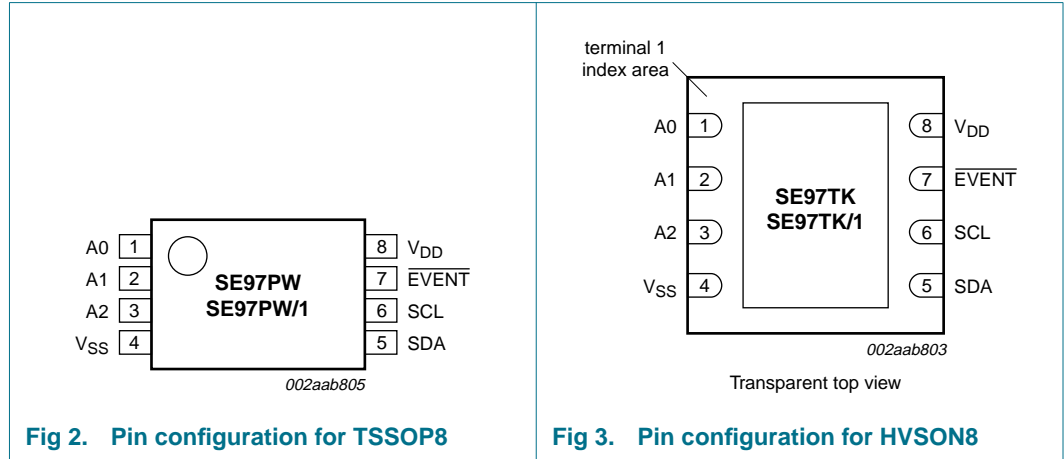 A0 1
A1 2
A2 3
VSS 4
8 VDD
7 EVENT
6 SCL
5 SDA
SE97PW
SE97PW/1
002aab805
Fig 2. Pin configuration for TSSOP8
terminal 1
index area
A0 1
A1 2
A2 3
VSS 4
8 VDD
7 EVENT
6 SCL
5 SDA
SE97TK
SE97TK/1
002aab803
Transparent top view
Fig 3. Pin configuration for HVSON8